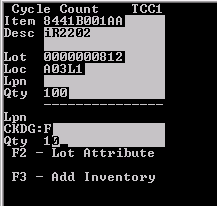 Cycle Count TCC1
Item 8441B001AA
Desc iR2202
Lot 0000000812
Loc A03L1
Lpn
Qty 100
---------------
Lpn
CKDG:F
Qty 10
F2 - Lot Attribute
F3 - Add Inventory